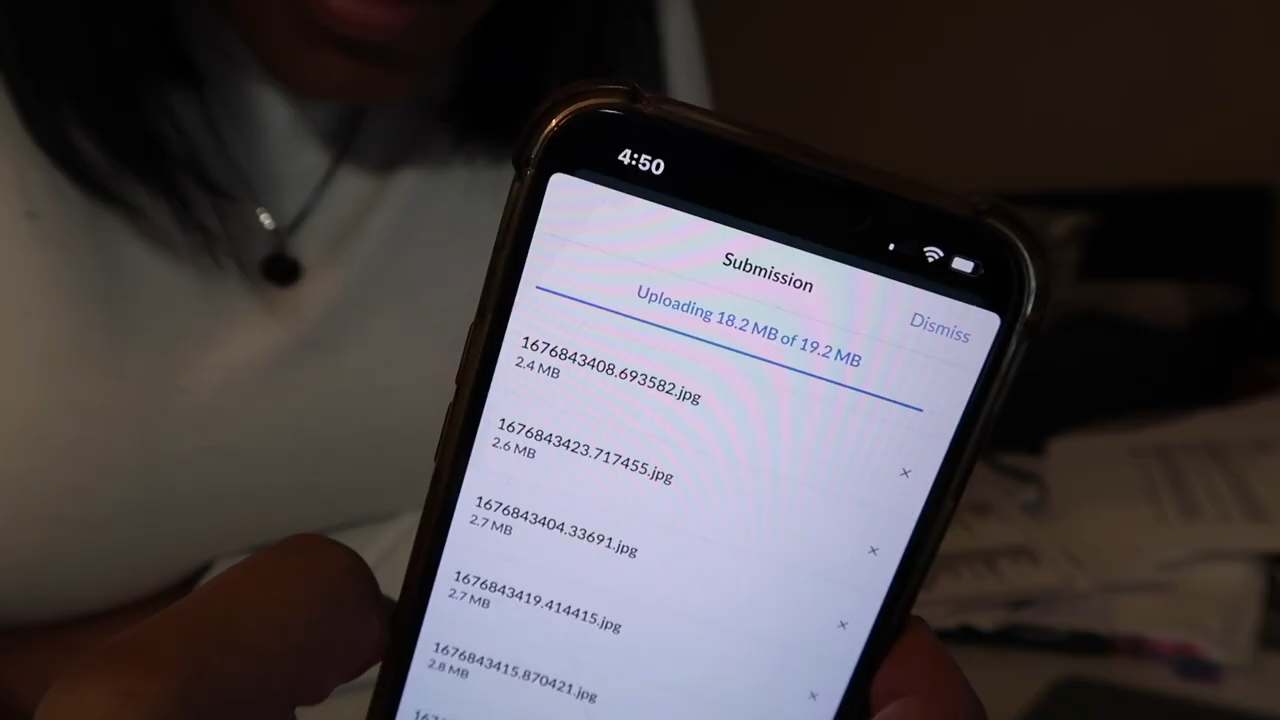 4:50
Submission
Dismiss
Uploading 18.2 MB of 19.2 MB
1676843408.693582.jpg
2.4 MB
1676843423.717455.jpg
2.6 MB
1676843404.33691.jpg
2.7 MB
1676843419.414415.jpg
2.7 MB
1676843415.870421.jpg
2.8 MB